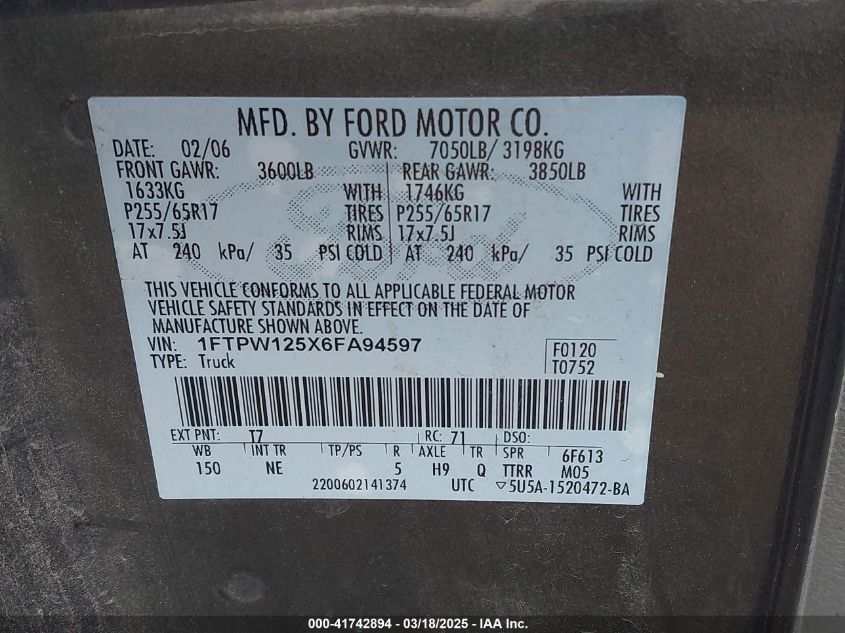 MFD. BY FORD MOTOR CO.
DATE: 02/06 GVWR: 7050LB/ 3198KG
FRONT GAWR: 3600LB REAR GAWR: 3850LB
1633KG WITH 1746KG WITH
P255/65R17 TIRES P255/65R17 TIRES
17x7.5J RIMS 17x7.5J RIMS
AT 240 kPa/ 35 PSI COLD AT 240 kPa/ 35 PSI COLD
THIS VEHICLE CONFORMS TO ALL APPLICABLE FEDERAL MOTOR
VEHICLE SAFETY STANDARDS IN EFFECT ON THE DATE OF
MANUFACTURE SHOWN ABOVE.
VIN: 1FTPW125X6FA94597 F0120
TYPE: Truck T0752
EXT PNT: T7 RC: 71 DSO:
WB INT TR TP/PS R AXLE TR SPR 6F613
150 NE 5 H9 Q TTRR M05
2200602141374 UTC ▽5U5A-1520472-BA
000-41742894 – 03/18/2025 – IAA Inc.